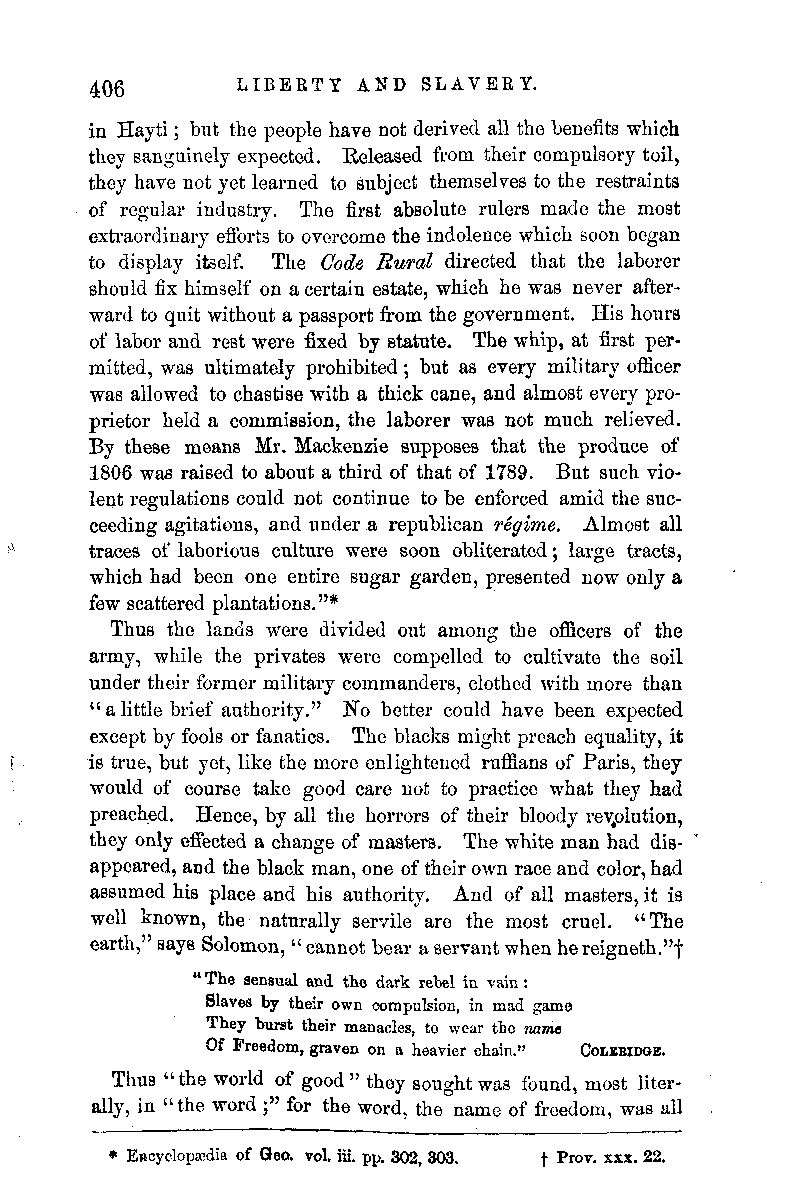 406 LIBERTY AND SLAVERY.
in Hayti; but the people have not derived all the benefits which
they sanguinely expected. Released from their compulsory toil,
they have not yet learned to subject themselves to the restraints
of regular industry. The first absolute rulers made the most
extraordinary efforts to overcome the indolence which soon began
to display itself. The Code Rural directed that the laborer
should fix himself on a certain estate, which he was never after-
ward to quit without a passport from the government. His hours
of labor and rest were fixed by statute. The whip, at first per-
mitted, was ultimately prohibited; but as every military officer
was allowed to chastise with a thick cane, and almost every pro-
prietor held a commission, the laborer was not much relieved.
By these means Mr. Mackenzie supposes that the produce of
1806 was raised to about a third of that of 1789. But such vio-
lent regulations could not continue to be enforced amid the suc-
ceeding agitations, and under a republican régime. Almost all
traces of laborious culture were soon obliterated; large tracts,
which had been one entire sugar garden, presented now only a
few scattered plantations."*
Thus the lands were divided out among the officers of the
army, while the privates were compelled to cultivate the soil
under their former military commanders, clothed with more than
"a little brief authority." No better could have been expected
except by fools or fanatics. The blacks might preach equality, it
is true, but yet, like the more enlightened ruffians of Paris, they
would of course take good care not to practice what they had
preached. Hence, by all the horrors of their bloody revolution,
they only effected a change of masters. The white man had dis-
appeared, and the black man, one of their own race and color, had
assumed his place and his authority. And of all masters, it is
well known, the naturally servile are the most cruel. "The
earth," says Solomon, "cannot bear a servant when he reigneth."†
"The sensual and the dark rebel in vain:
Slaves by their own compulsion, in mad game
They burst their manacles, to wear the name
Of Freedom, graven on a heavier chain." COLERIDGE.
Thus "the world of good" they sought was found, most liter-
ally, in "the word;" for the word, the name of freedom, was all
* Encyclopædia of Geo. vol. iii. pp. 302, 303. † Prov. xxx. 22.